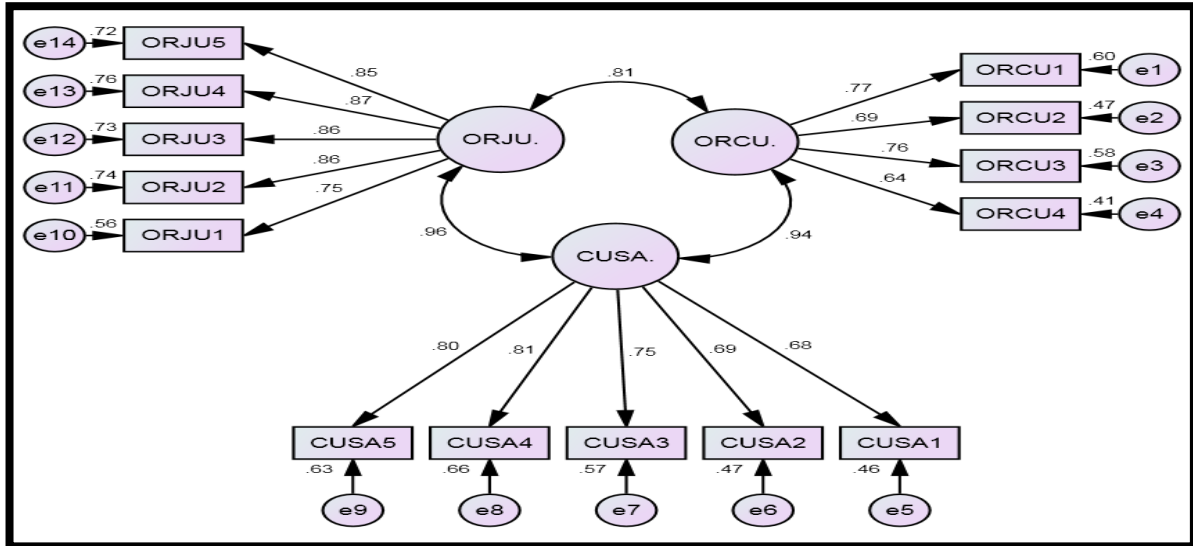 e14 .72 ORJU5
e13 .76 ORJU4
e12 .73 ORJU3
e11 .74 ORJU2
e10 .56 ORJU1
.85
.87
.86
.86
.75
ORJU.
.81
ORCU.
.77
.69
.76
.64
ORCU1 .60 e1
ORCU2 .47 e2
ORCU3 .58 e3
ORCU4 .41 e4
.96
CUSA.
.94
.80 .81 .75 .69 .68
CUSA5 CUSA4 CUSA3 CUSA2 CUSA1
.63 .66 .57 .47 .46
e9 e8 e7 e6 e5